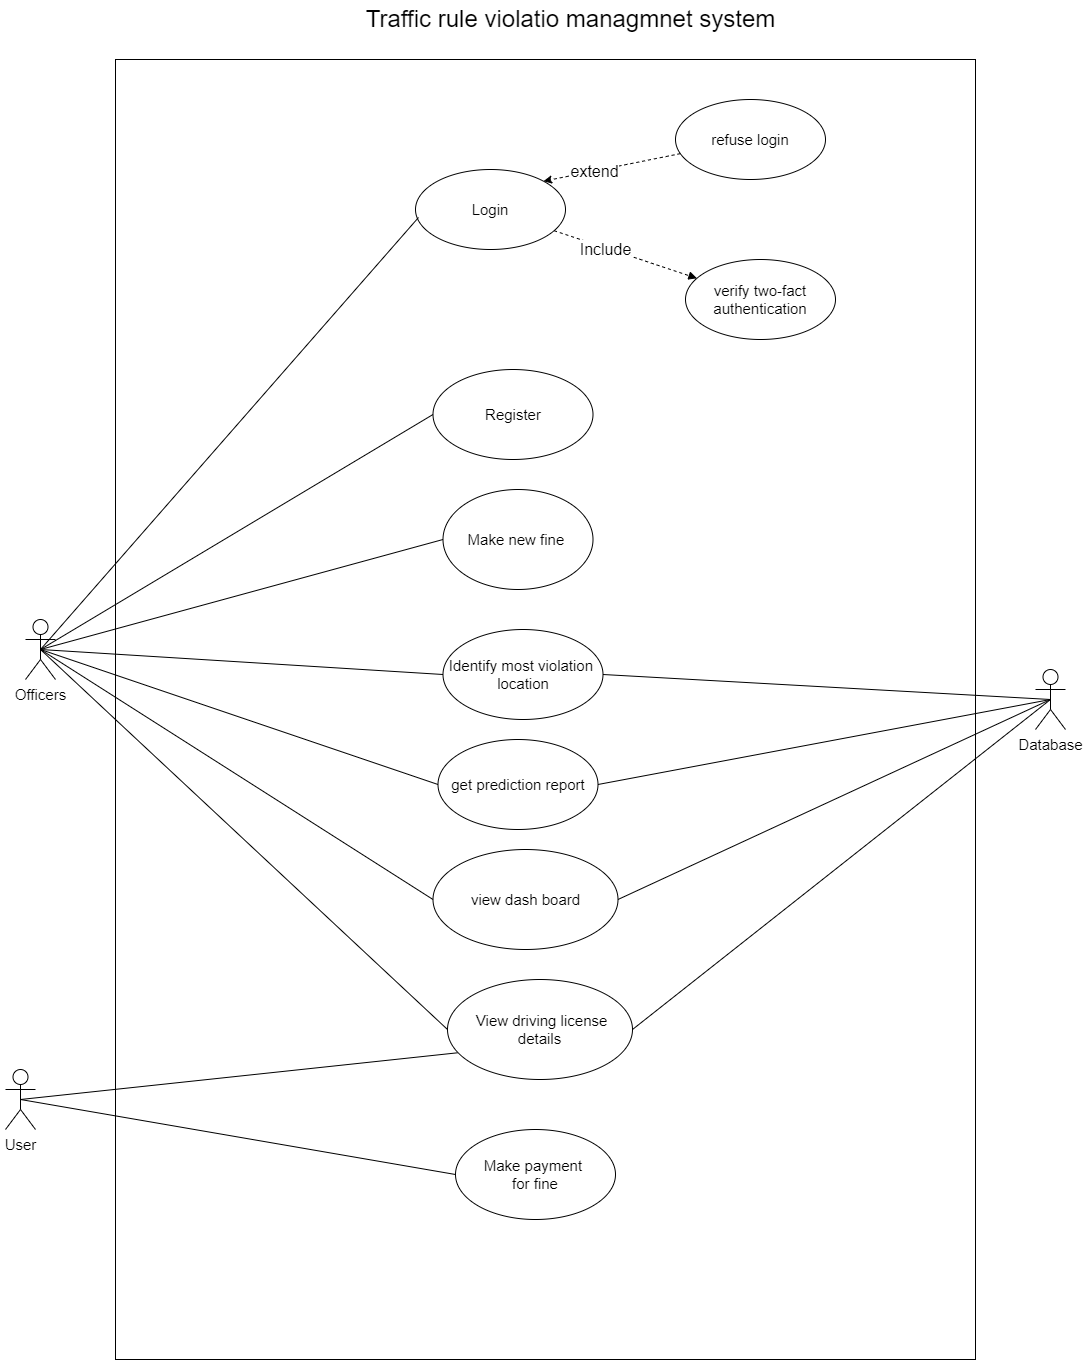 Traffic rule violatio managmnet system
refuse login
extend
Login
Include
verify two-fact
authentication
Register
Make new fine
Officers
Identify most violation
location
Database
get prediction report
view dash board
View driving license
details
User
Make payment
for fine